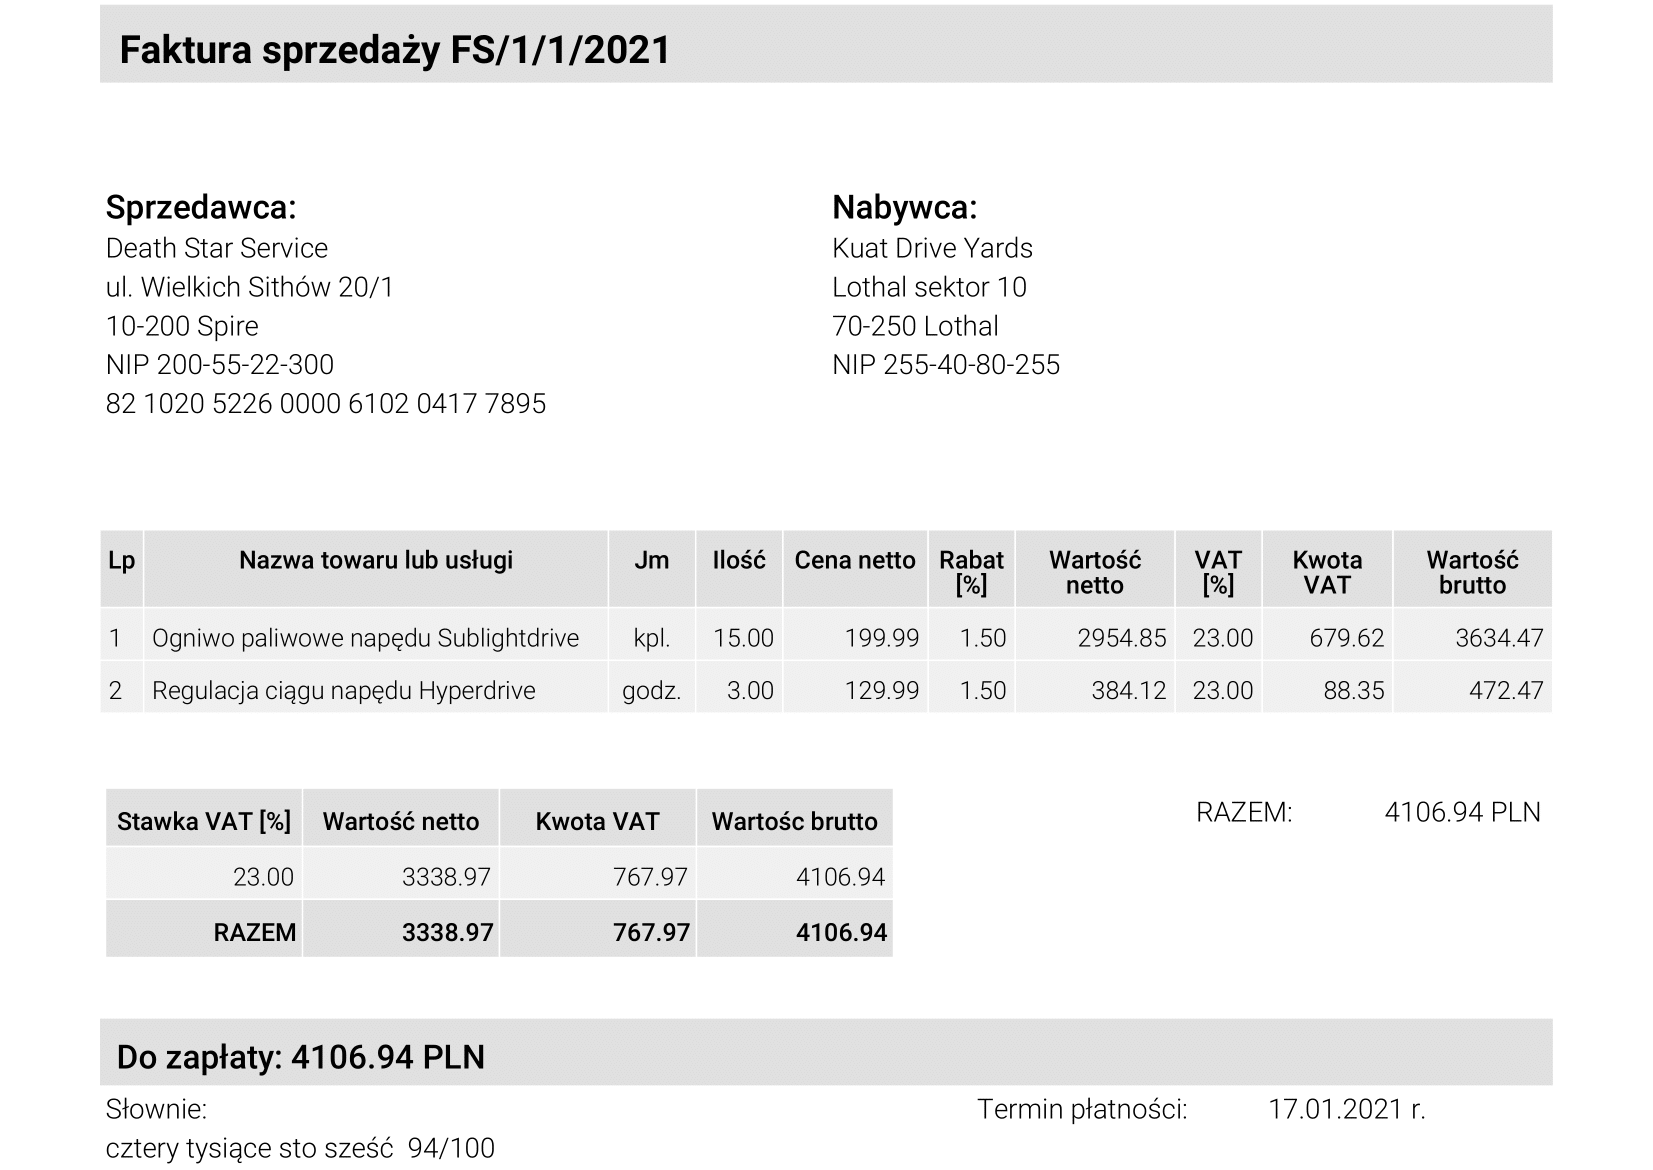 Faktura sprzedaży FS/1/1/2021
Sprzedawca:
Death Star Service
ul. Wielkich Sithów 20/1
10-200 Spire
NIP 200-55-22-300
82 1020 5226 0000 6102 0417 7895
Nabywca:
Kuat Drive Yards
Lothal sektor 10
70-250 Lothal
NIP 255-40-80-255
Lp Nazwa towaru lub usługi Jm Ilość Cena netto Rabat [%] Wartość netto VAT [%] Kwota VAT Wartość brutto
1 Ogniwo paliwowe napędu Sublightdrive kpl. 15.00 199.99 1.50 2954.85 23.00 679.62 3634.47
2 Regulacja ciągu napędu Hyperdrive godz. 3.00 129.99 1.50 384.12 23.00 88.35 472.47
Stawka VAT [%] Wartość netto Kwota VAT Wartośc brutto
23.00 3338.97 767.97 4106.94
RAZEM 3338.97 767.97 4106.94
RAZEM: 4106.94 PLN
Do zapłaty: 4106.94 PLN
Słownie:
cztery tysiące sto sześć 94/100
Termin płatności: 17.01.2021 r.